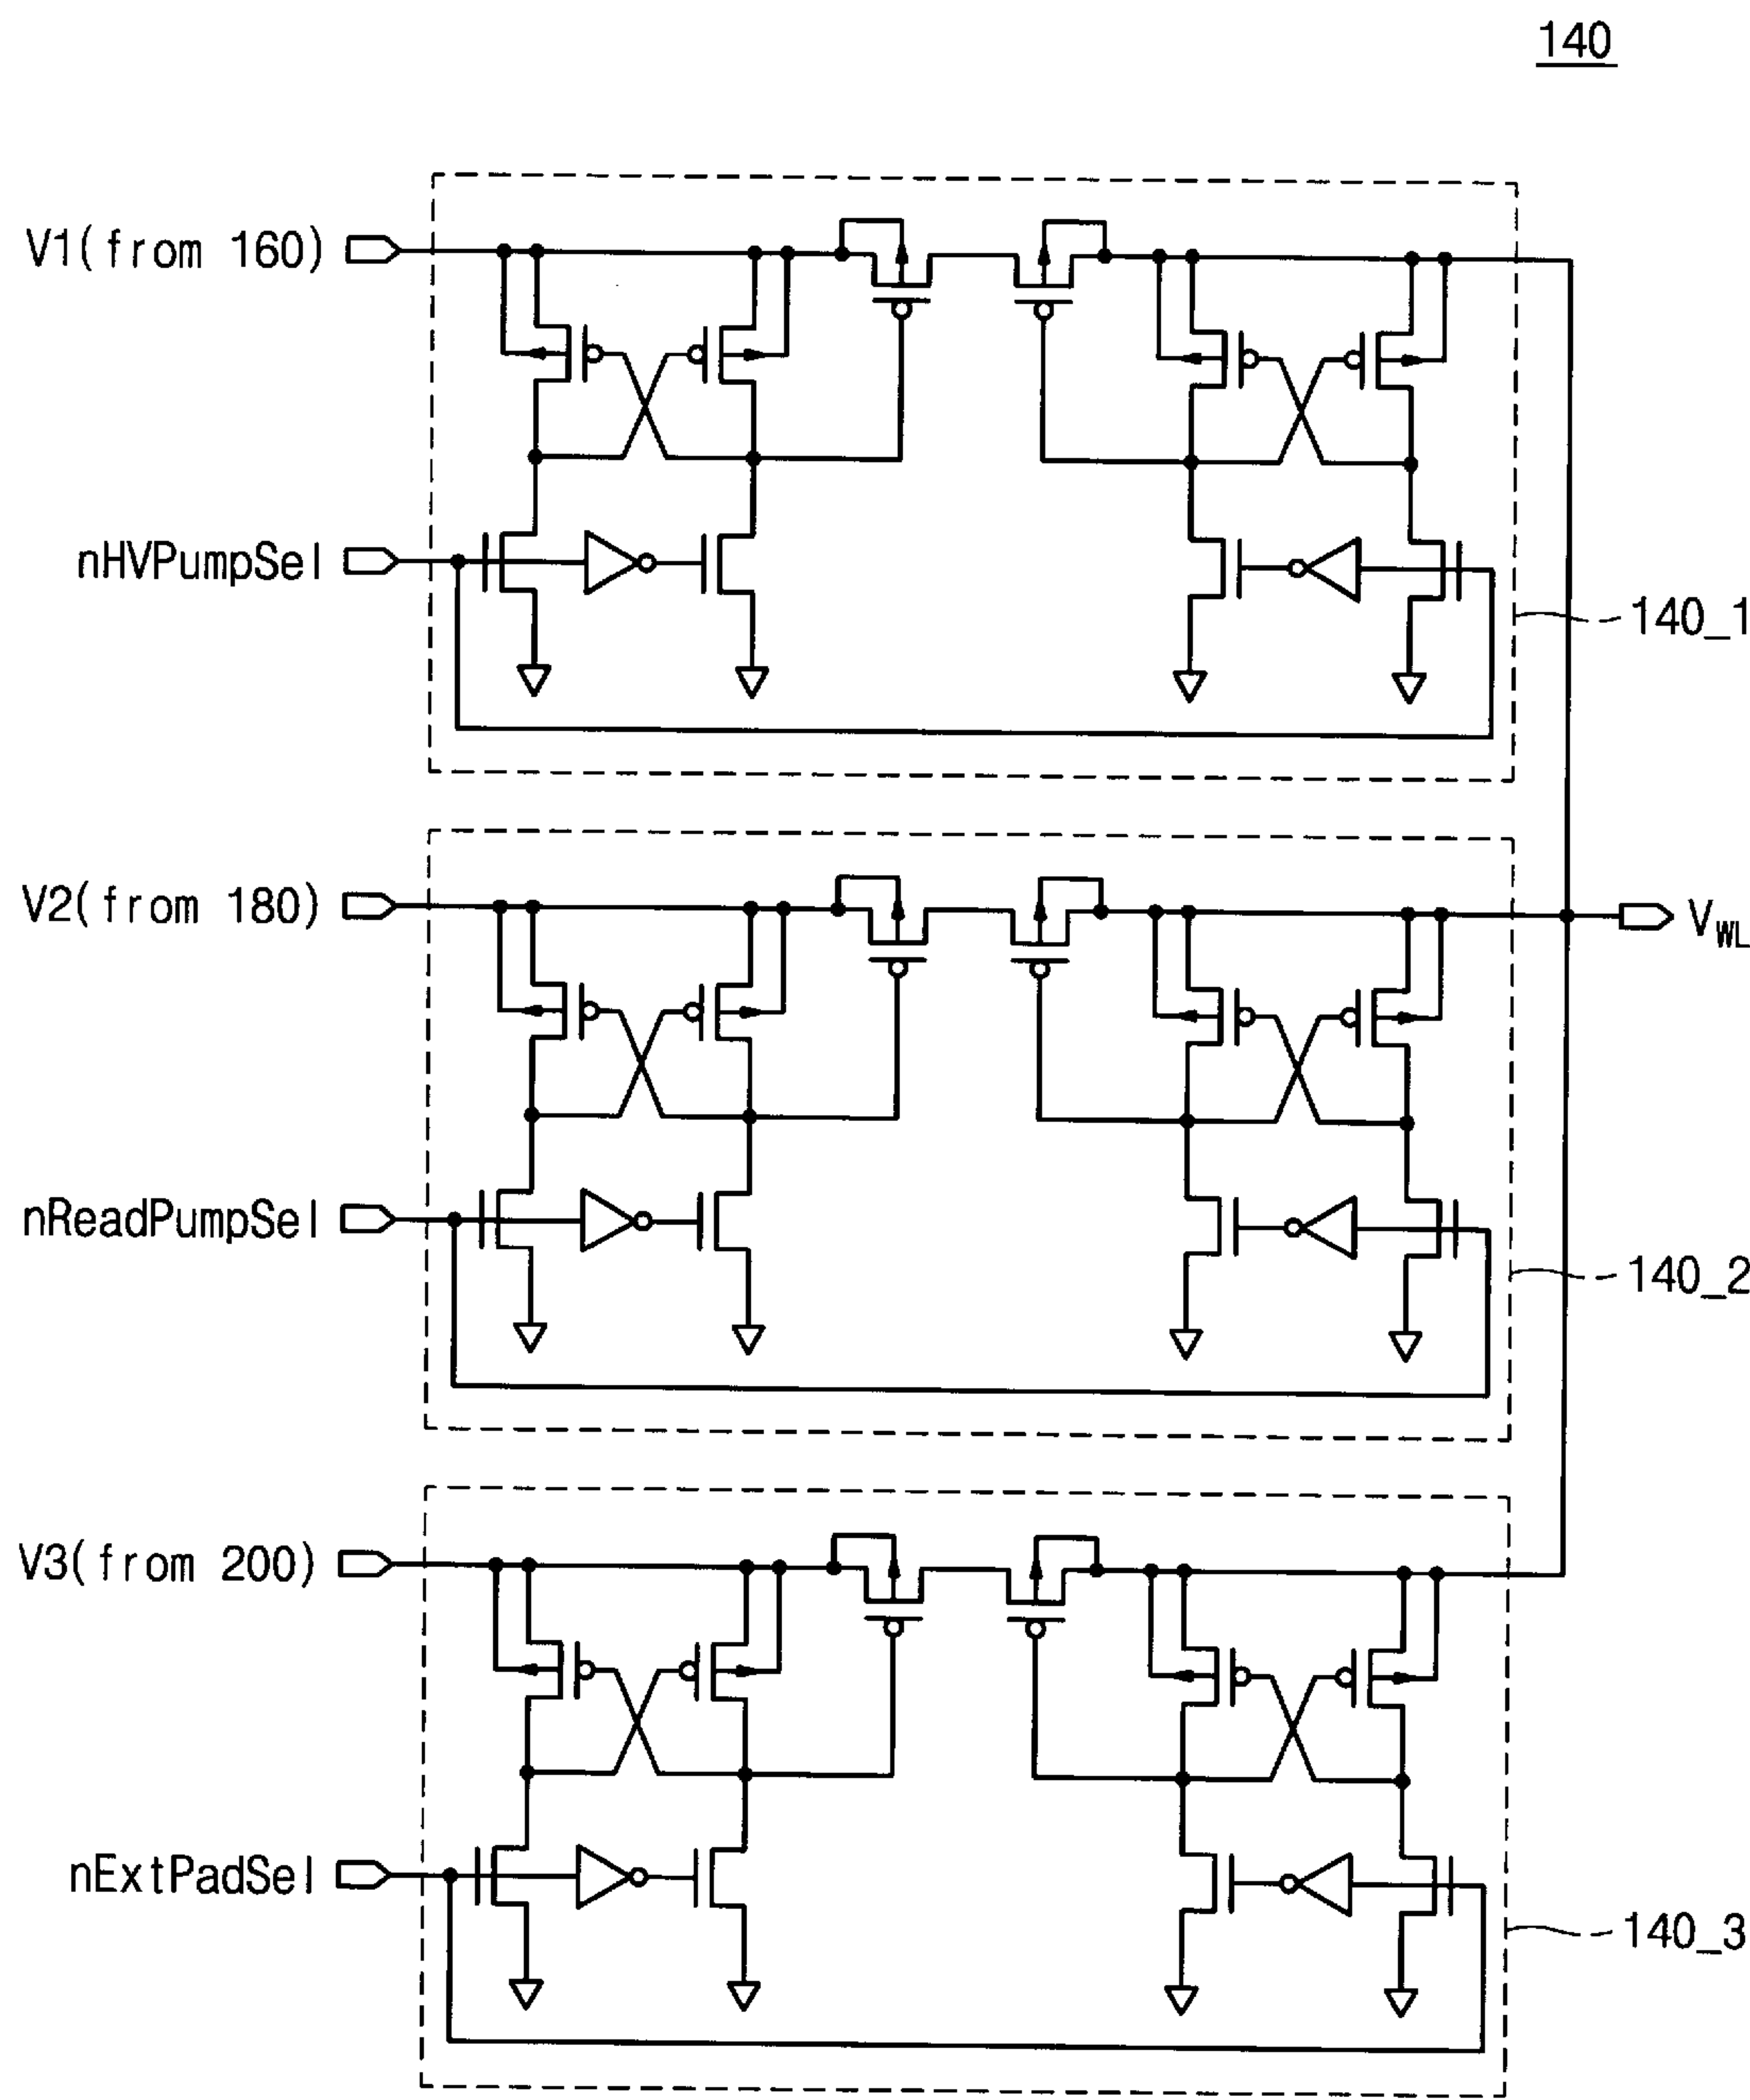 140
V1(from 160)
nHVPumpSel
140_1
V2(from 180)
VWL
nReadPumpSel
140_2
V3(from 200)
nExtPadSel
140_3